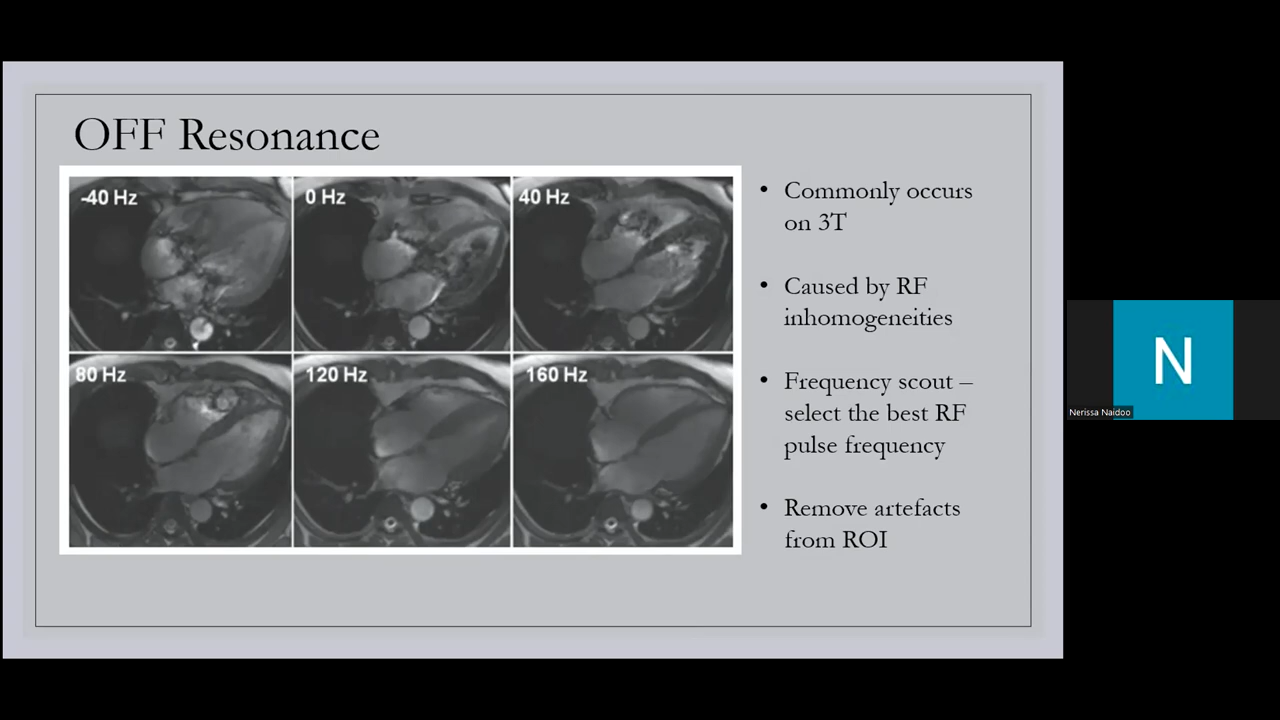 OFF Resonance
-40 Hz
0 Hz
40 Hz
80 Hz
120 Hz
160 Hz
• Commonly occurs
on 3T
• Caused by RF
inhomogeneities
• Frequency scout –
select the best RF
pulse frequency
• Remove artefacts
from ROI
N
Nerissa Naidoo